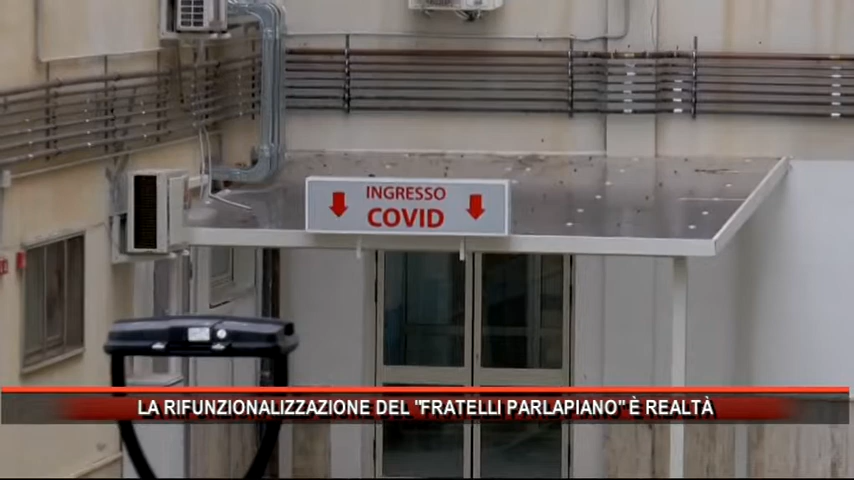 INGRESSO
COVID
LA RIFUNZIONALIZZAZIONE DEL "FRATELLI PARLAPIANO" È REALTÀ